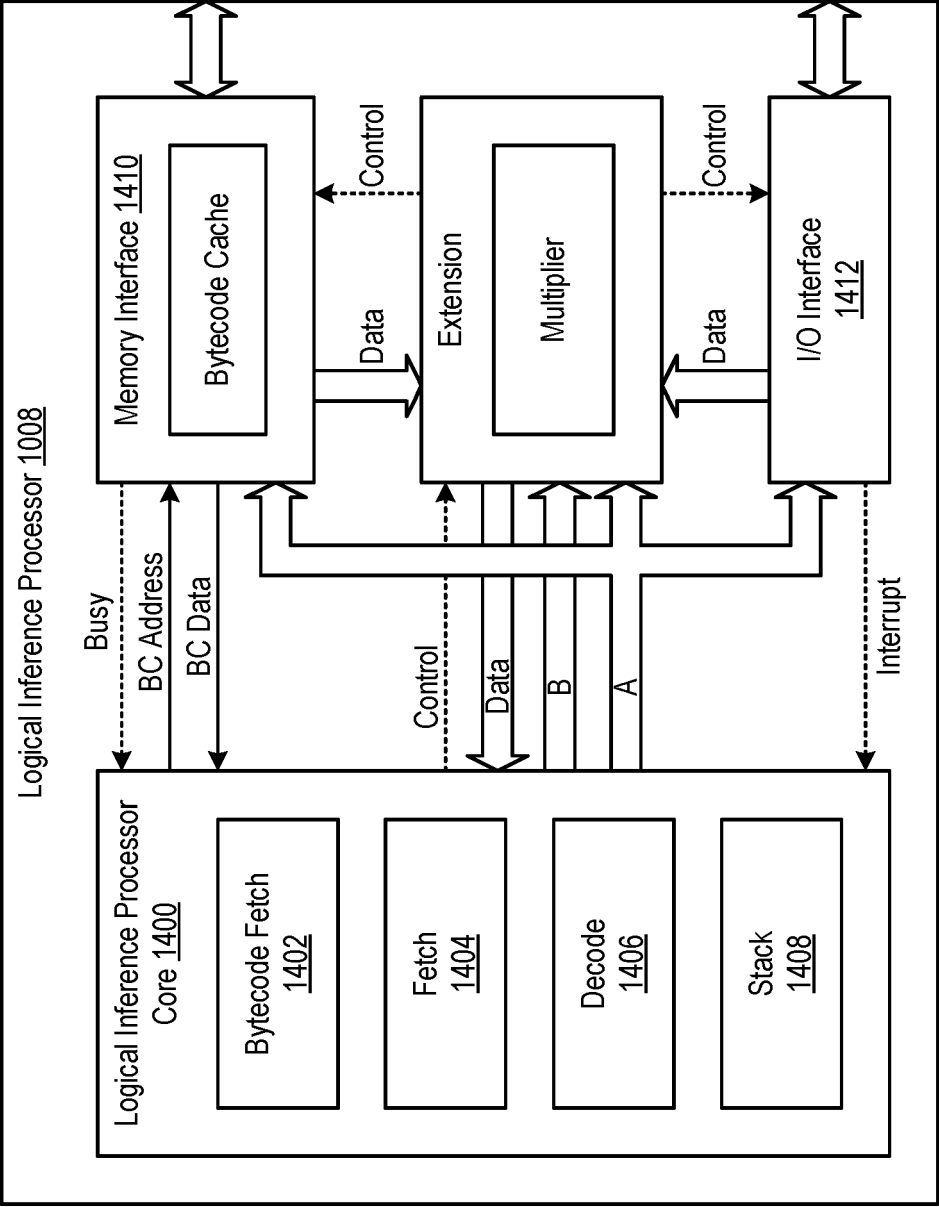 Logical Inference Processor 1008
Logical Inference Processor
Core 1400
Bytecode Fetch
1402
Fetch
1404
Decode
1406
Stack
1408
Busy
BC Address
BC Data
Control
Data
B
A
Interrupt
Memory Interface 1410
Bytecode Cache
Data
Control
Extension
Multiplier
Data
Control
I/O Interface
1412